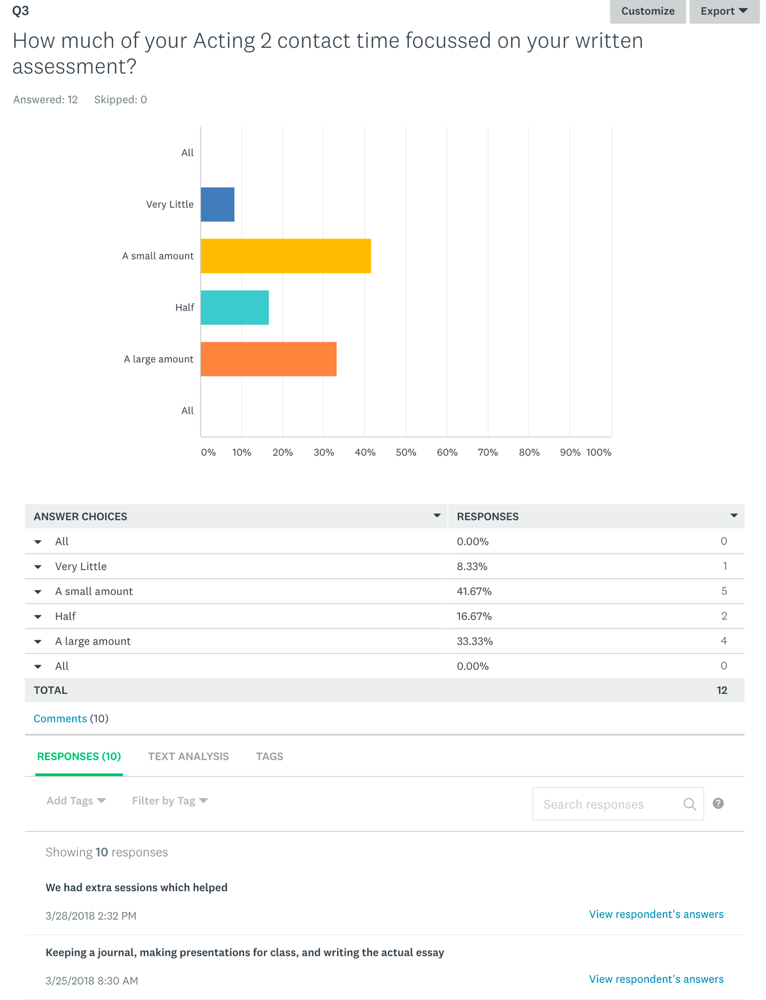 Q3
Customize
Export
How much of your Acting 2 contact time focussed on your written
assessment?
Answered: 12 Skipped: 0
All
Very Little
A small amount
Half
A large amount
All
0% 10% 20% 30% 40% 50% 60% 70% 80% 90% 100%
ANSWER CHOICES RESPONSES
All 0.00% 0
Very Little 8.33% 1
A small amount 41.67% 5
Half 16.67% 2
A large amount 33.33% 4
All 0.00% 0
TOTAL 12
Comments (10)
RESPONSES (10) TEXT ANALYSIS TAGS
Add Tags Filter by Tag Search responses ?
Showing 10 responses
We had extra sessions which helped
3/28/2018 2:32 PM View respondent's answers
Keeping a journal, making presentations for class, and writing the actual essay
3/25/2018 8:30 AM View respondent's answers